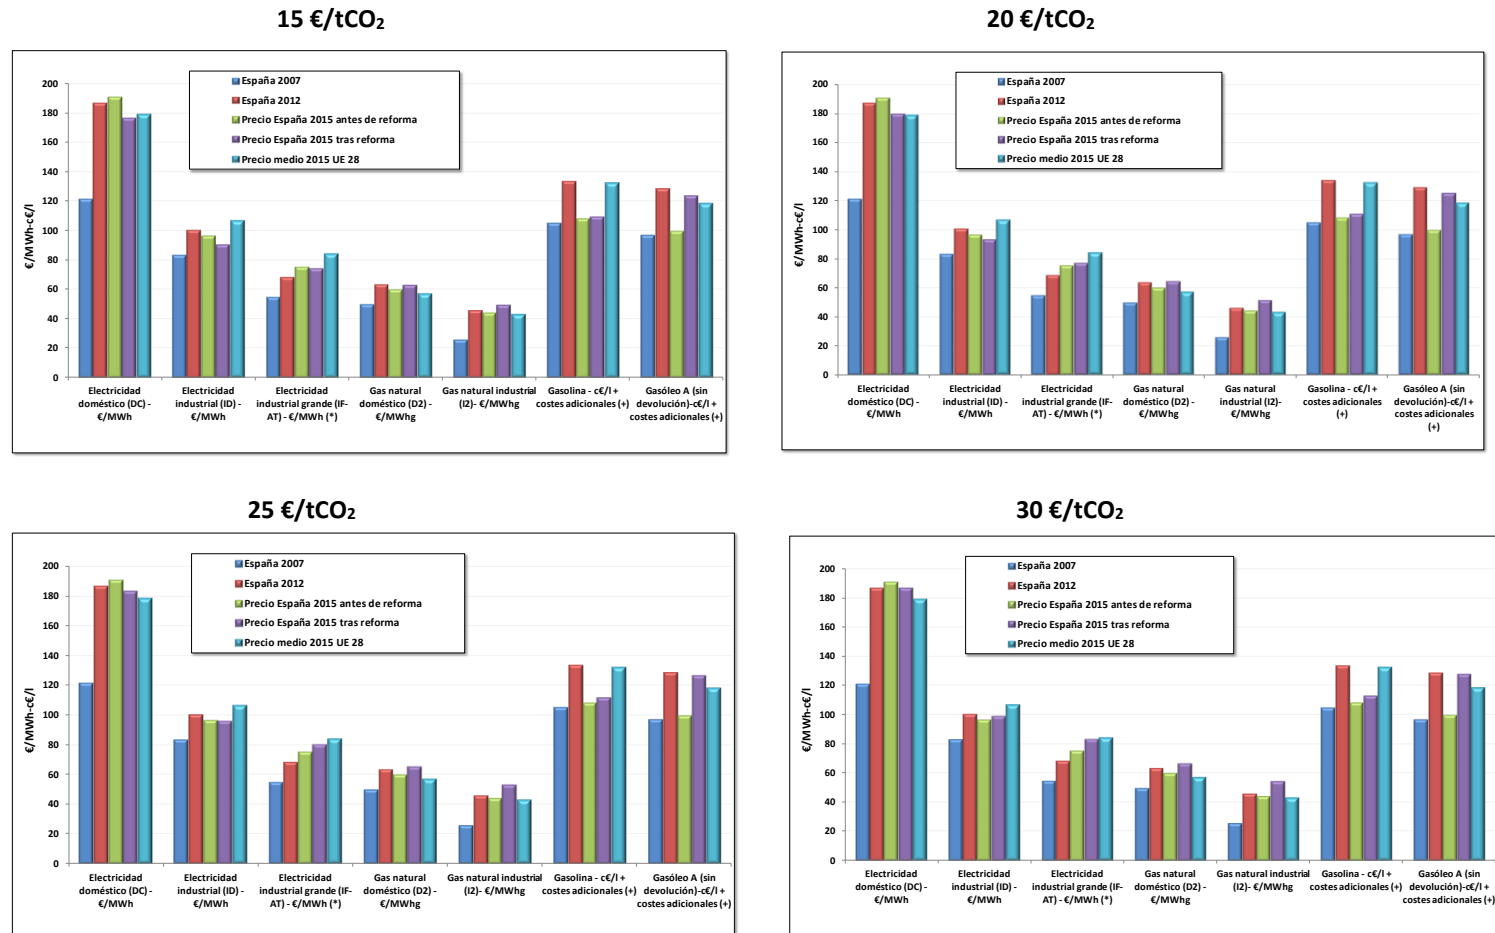 15 €/tCO₂
€/MWh-c€/l
200
180
160
140
120
100
80
60
40
20
0
España 2007
España 2012
Precio España 2015 antes de reforma
Precio España 2015 tras reforma
Precio medio 2015 UE 28
Electricidad
doméstico (DC) -
€/MWh
Electricidad
industrial (ID) -
€/MWh
Electricidad
industrial grande (IF-
AT) - €/MWh (*)
Gas natural
doméstico (D2) -
€/MWhg
Gas natural industrial
(I2)- €/MWhg
Gasolina - c€/l +
costes adicionales (+)
Gasóleo A (sin
devolución)-c€/l +
costes adicionales (+)
20 €/tCO₂
€/MWh-c€/l
200
180
160
140
120
100
80
60
40
20
0
España 2007
España 2012
Precio España 2015 antes de reforma
Precio España 2015 tras reforma
Precio medio 2015 UE 28
Electricidad
doméstico (DC) -
€/MWh
Electricidad
industrial (ID) -
€/MWh
Electricidad
industrial grande (IF-
AT) - €/MWh (*)
Gas natural
doméstico (D2) -
€/MWhg
Gas natural
industrial (I2)-
€/MWhg
Gasolina - c€/l +
costes adicionales
(+)
Gasóleo A (sin
devolución)-c€/l +
costes adicionales
(+)
25 €/tCO₂
€/MWh-c€/l
200
180
160
140
120
100
80
60
40
20
0
España 2007
España 2012
Precio España 2015 antes de reforma
Precio España 2015 tras reforma
Precio medio 2015 UE 28
Electricidad
doméstico (DC) -
€/MWh
Electricidad
industrial (ID) -
€/MWh
Electricidad
industrial grande (IF-
AT) - €/MWh (*)
Gas natural
doméstico (D2) -
€/MWhg
Gas natural industrial
(I2)- €/MWhg
Gasolina - c€/l +
costes adicionales (+)
Gasóleo A (sin
devolución)-c€/l +
costes adicionales (+)
30 €/tCO₂
€/MWh-c€/l
200
180
160
140
120
100
80
60
40
20
0
España 2007
España 2012
Precio España 2015 antes de reforma
Precio España 2015 tras reforma
Precio medio 2015 UE 28
Electricidad
doméstico (DC) -
€/MWh
Electricidad
industrial (ID) -
€/MWh
Electricidad
industrial grande (IF-
AT) - €/MWh (*)
Gas natural
doméstico (D2) -
€/MWhg
Gas natural industrial
(I2)- €/MWhg
Gasolina - c€/l +
costes adicionales (+)
Gasóleo A (sin
devolución)-c€/l +
costes adicionales (+)